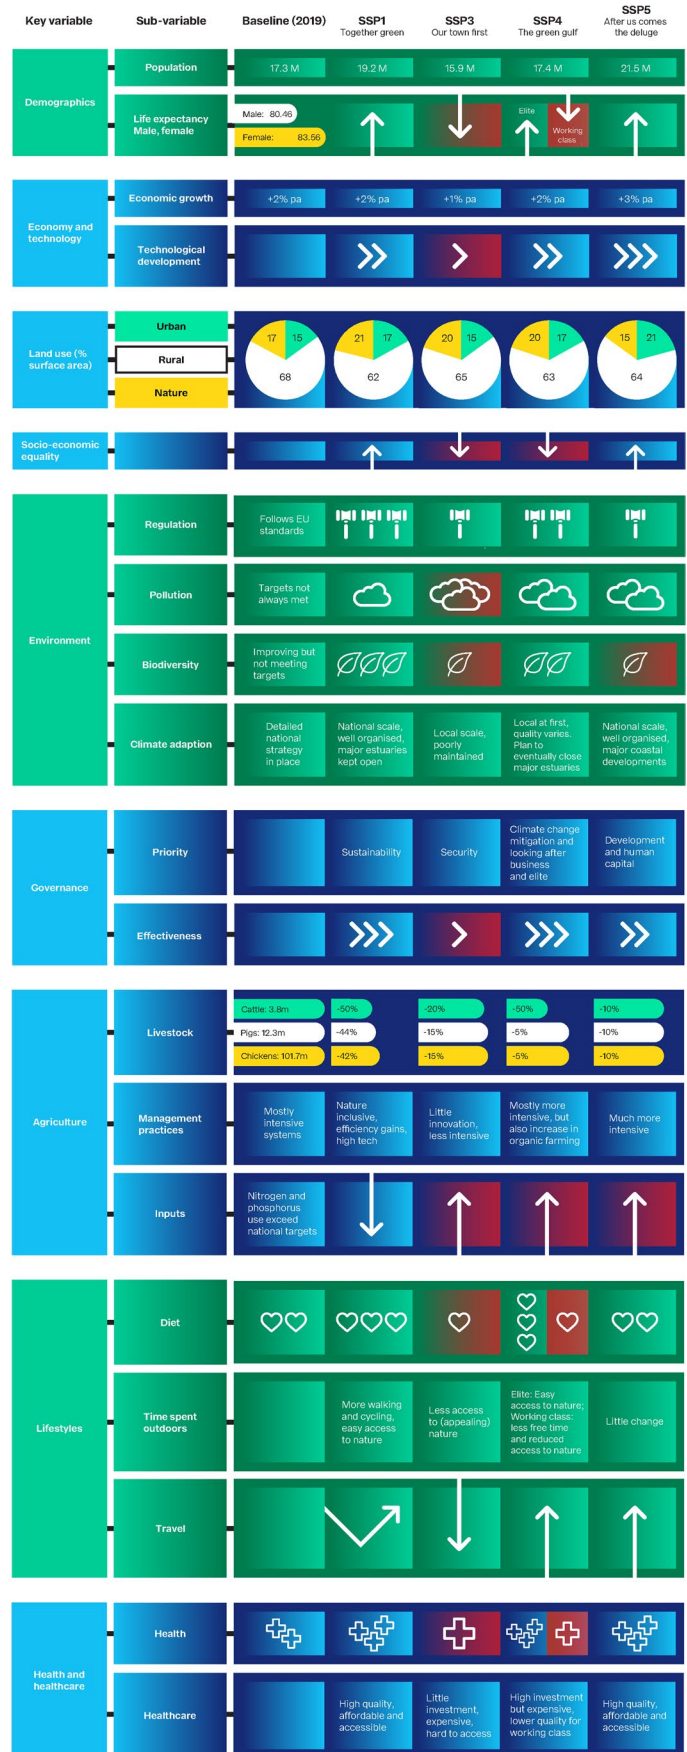 Key variable
Sub-variable
Baseline (2019)
SSP1
Together green
SSP3
Our town first
SSP4
The green gulf
SSP5
After us comes
the deluge
Demographics
Population
17.3 M
19.2 M
15.9 M
17.4 M
21.5 M
Life expectancy
Male, female
Male: 80.46
Female: 83.56
Elite
Working
class
Economy and
technology
Economic growth
+2% pa
+2% pa
+1% pa
+2% pa
+3% pa
Technological
development
Land use (%
surface area)
Urban
Rural
Nature
17
15
68
21
17
62
20
15
65
20
17
63
15
21
64
Socio-economic
equality
Environment
Regulation
Follows EU
standards
Pollution
Targets not
always met
Biodiversity
Improving but
not meeting
targets
Climate adaption
Detailed
national
strategy
in place
National scale,
well organised,
major estuaries
kept open
Local scale,
poorly
maintained
Local at first,
quality varies.
Plan to
eventually close
major estuaries
National scale,
well organised,
major coastal
developments
Governance
Priority
Sustainability
Security
Climate change
mitigation and
looking after
business
and elite
Development
and human
capital
Effectiveness
Agriculture
Livestock
Cattle: 3.8m
-50%
-20%
-50%
-10%
Pigs: 12.3m
-44%
-15%
-5%
-10%
Chickens: 101.7m
-42%
-15%
-5%
-10%
Management
practices
Mostly
intensive
systems
Nature
inclusive,
efficiency gains,
high tech
Little
innovation,
less intensive
Mostly more
intensive, but
also increase in
organic farming
Much more
intensive
Inputs
Nitrogen and
phosphorus
use exceed
national targets
Lifestyles
Diet
Time spent
outdoors
More walking
and cycling,
easy access
to nature
Less access
to (appealing)
nature
Elite: Easy
access to nature;
Working class:
less free time
and reduced
access to nature
Little change
Travel
Health and
healthcare
Health
Healthcare
High quality,
affordable and
accessible
Little
investment,
expensive,
hard to access
High investment
but expensive,
lower quality for
working class
High quality,
affordable and
accessible